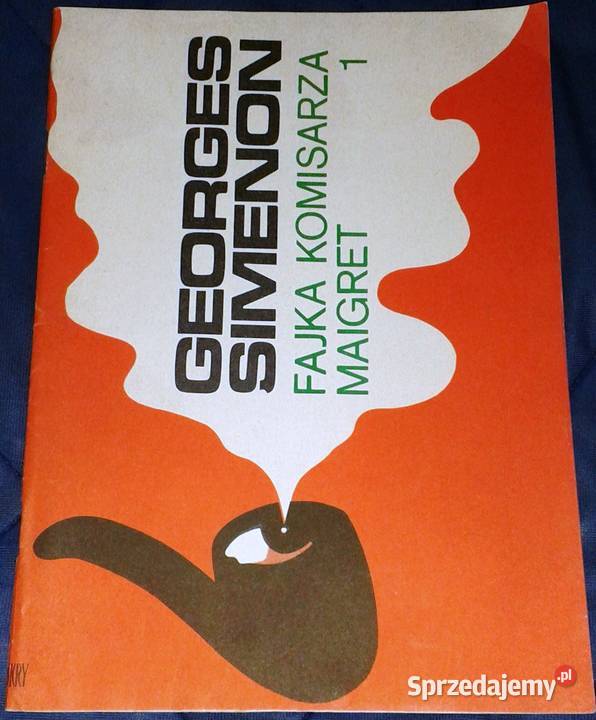 GEORGES
SIMENON
FAJKA KOMISARZA
MAIGRET 1
Sprzedajemy.pl